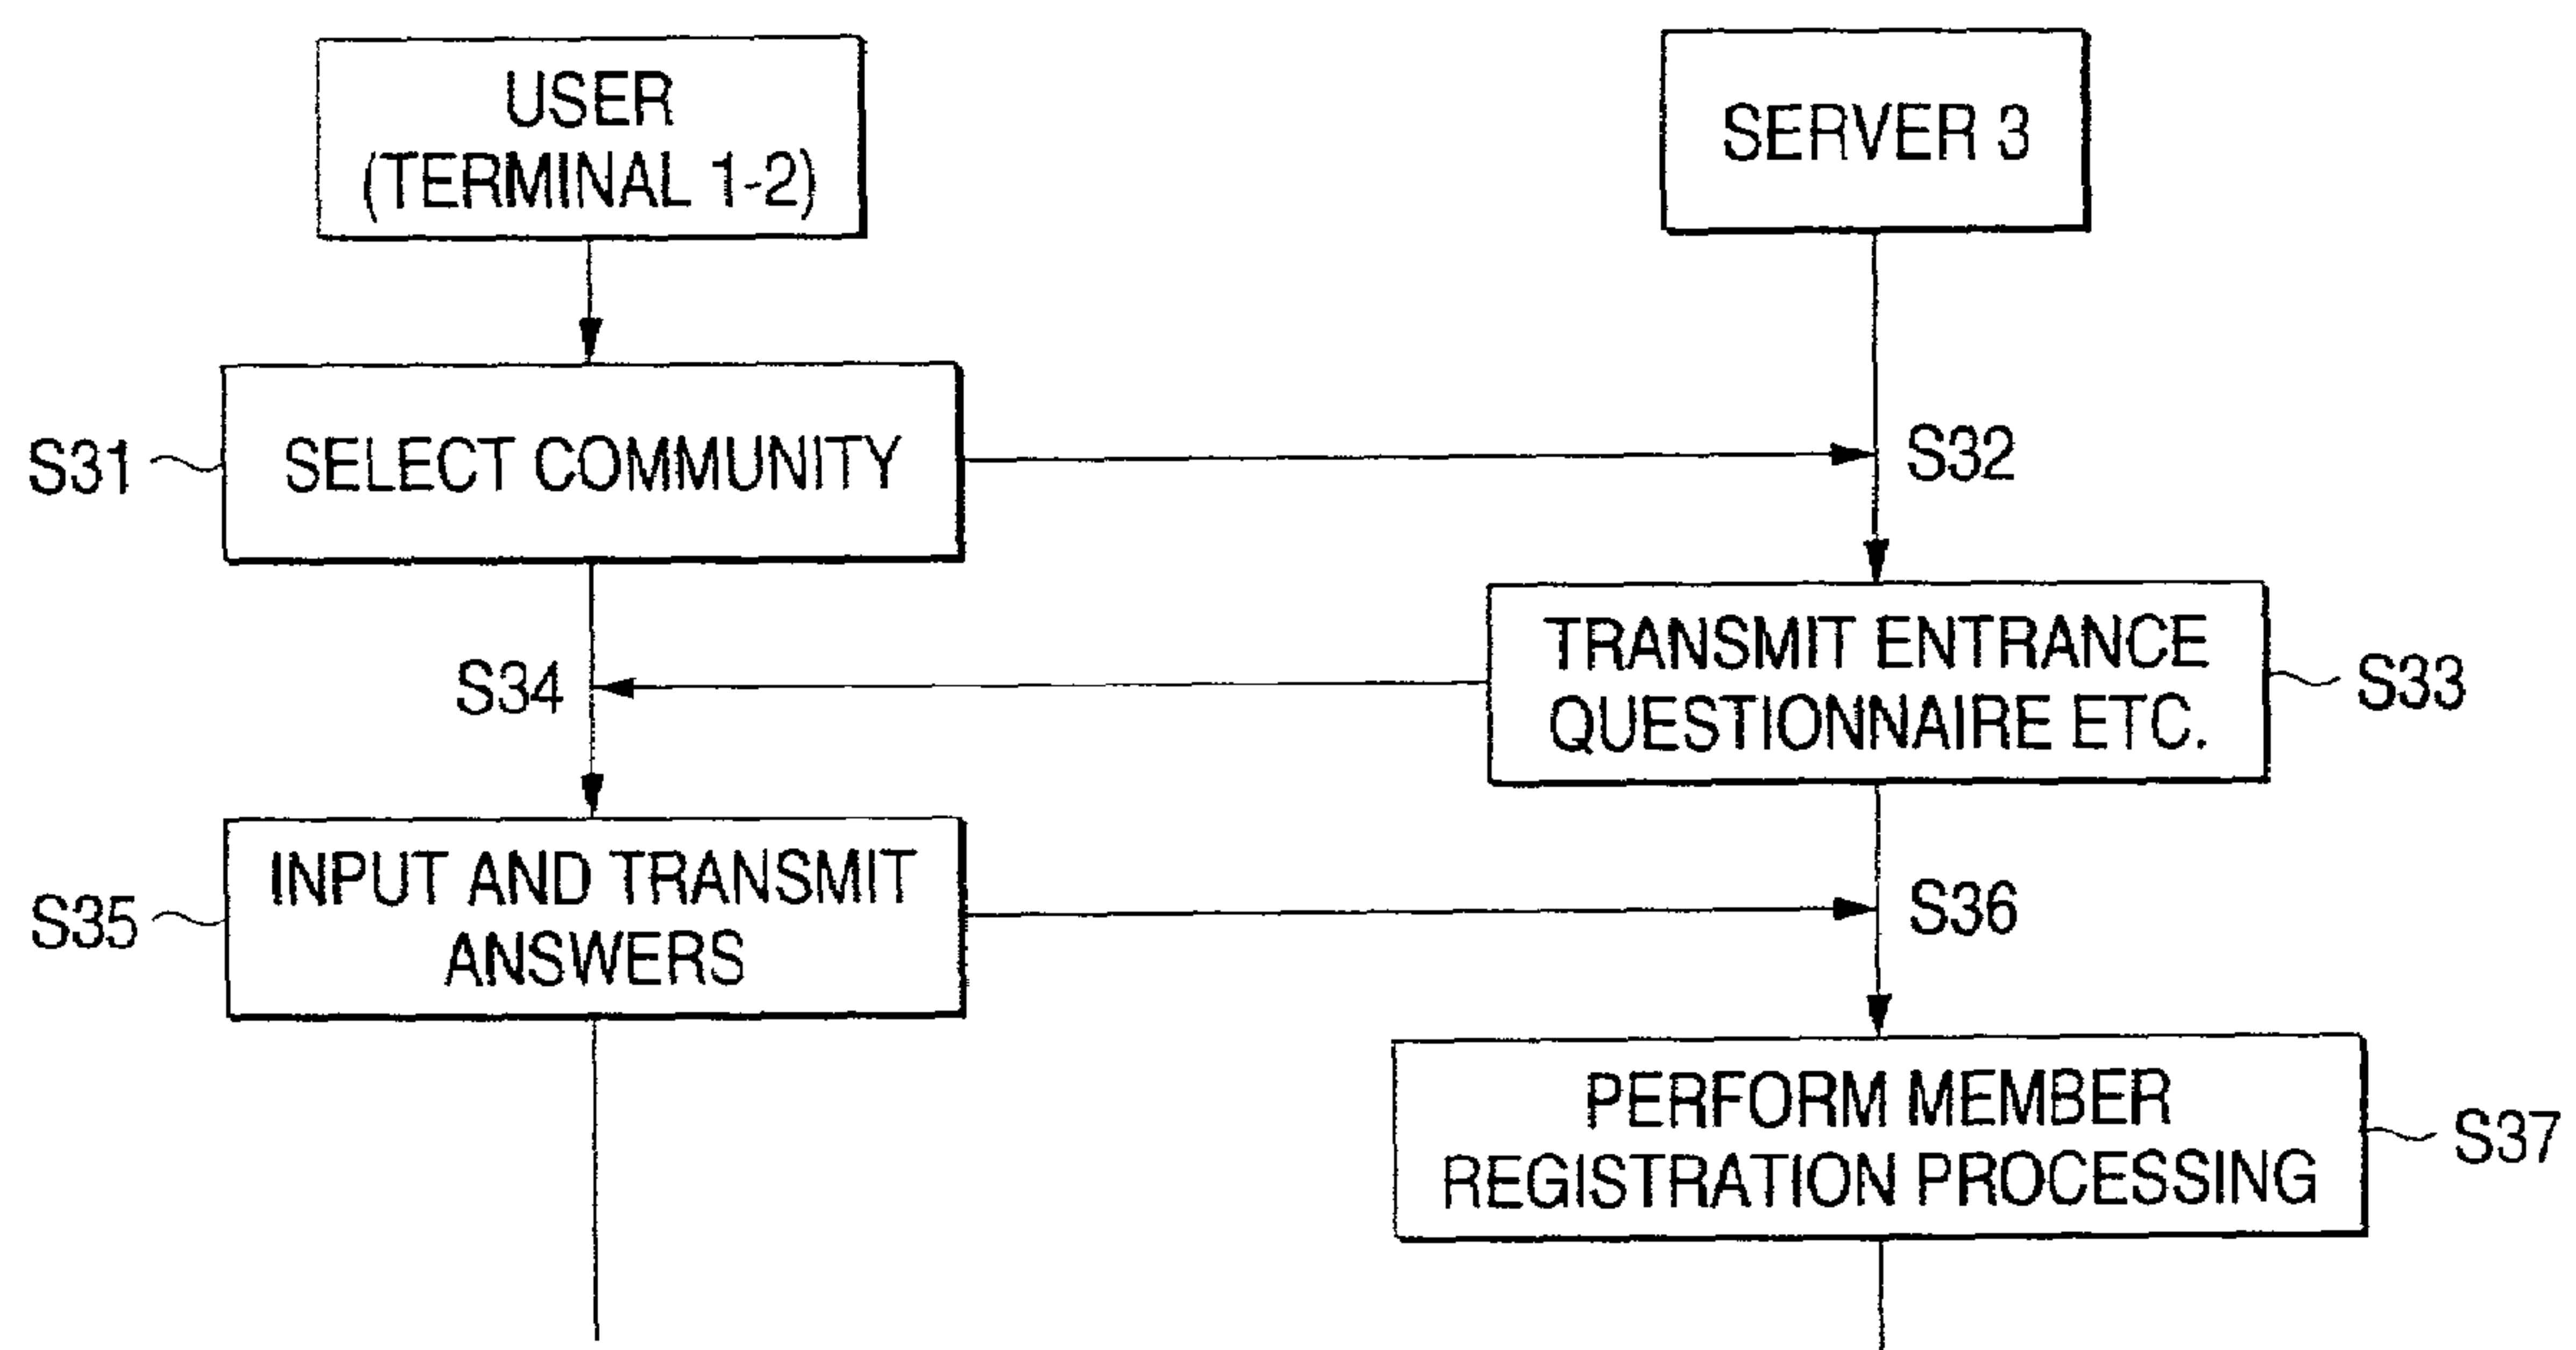 USER
(TERMINAL 1-2)
SERVER 3
S31
SELECT COMMUNITY
S32
TRANSMIT ENTRANCE
QUESTIONNAIRE ETC.
S33
S34
INPUT AND TRANSMIT
ANSWERS
S35
S36
PERFORM MEMBER
REGISTRATION PROCESSING
S37